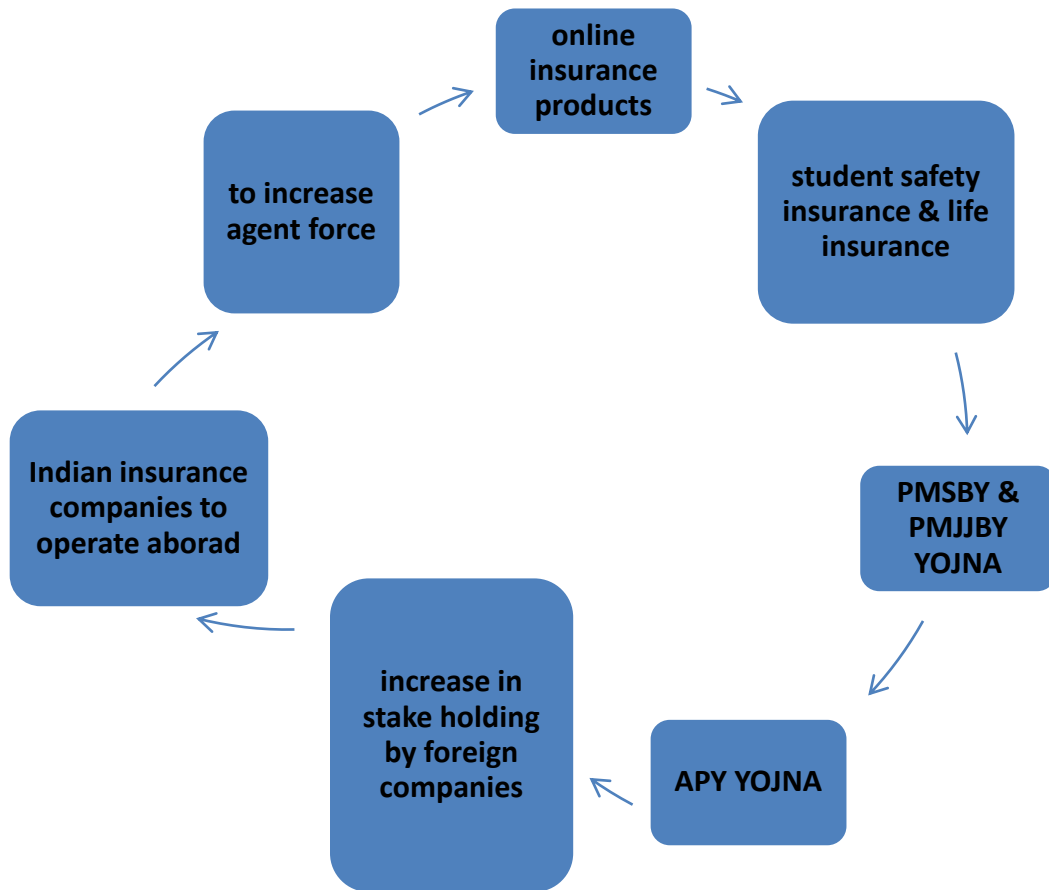 online
insurance
products
student safety
insurance & life
insurance
PMSBY &
PMJJBY
YOJNA
APY YOJNA
increase in
stake holding
by foreign
companies
Indian insurance
companies to
operate aborad
to increase
agent force